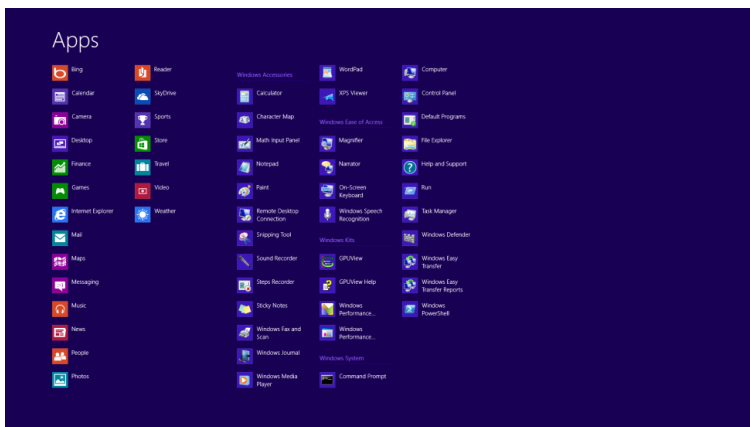 Apps
Bing
Calendar
Camera
Desktop
Finance
Games
Internet Explorer
Mail
Maps
Messaging
Music
News
People
Photos
Reader
SkyDrive
Sports
Store
Travel
Video
Weather
Windows Accessories
Calculator
Character Map
Math Input Panel
Notepad
Paint
Remote Desktop
Connection
Snipping Tool
Sound Recorder
Steps Recorder
Sticky Notes
Windows Fax and
Scan
Windows Journal
Windows Media
Player
WordPad
XPS Viewer
Windows Ease of Access
Magnifier
Narrator
On-Screen
Keyboard
Windows Speech
Recognition
Windows Kits
GPUView
GPUView Help
Windows
Performance...
Windows
Performance...
Windows System
Command Prompt
Computer
Control Panel
Default Programs
File Explorer
Help and Support
Run
Task Manager
Windows Defender
Windows Easy
Transfer
Windows Easy
Transfer Reports
Windows
PowerShell